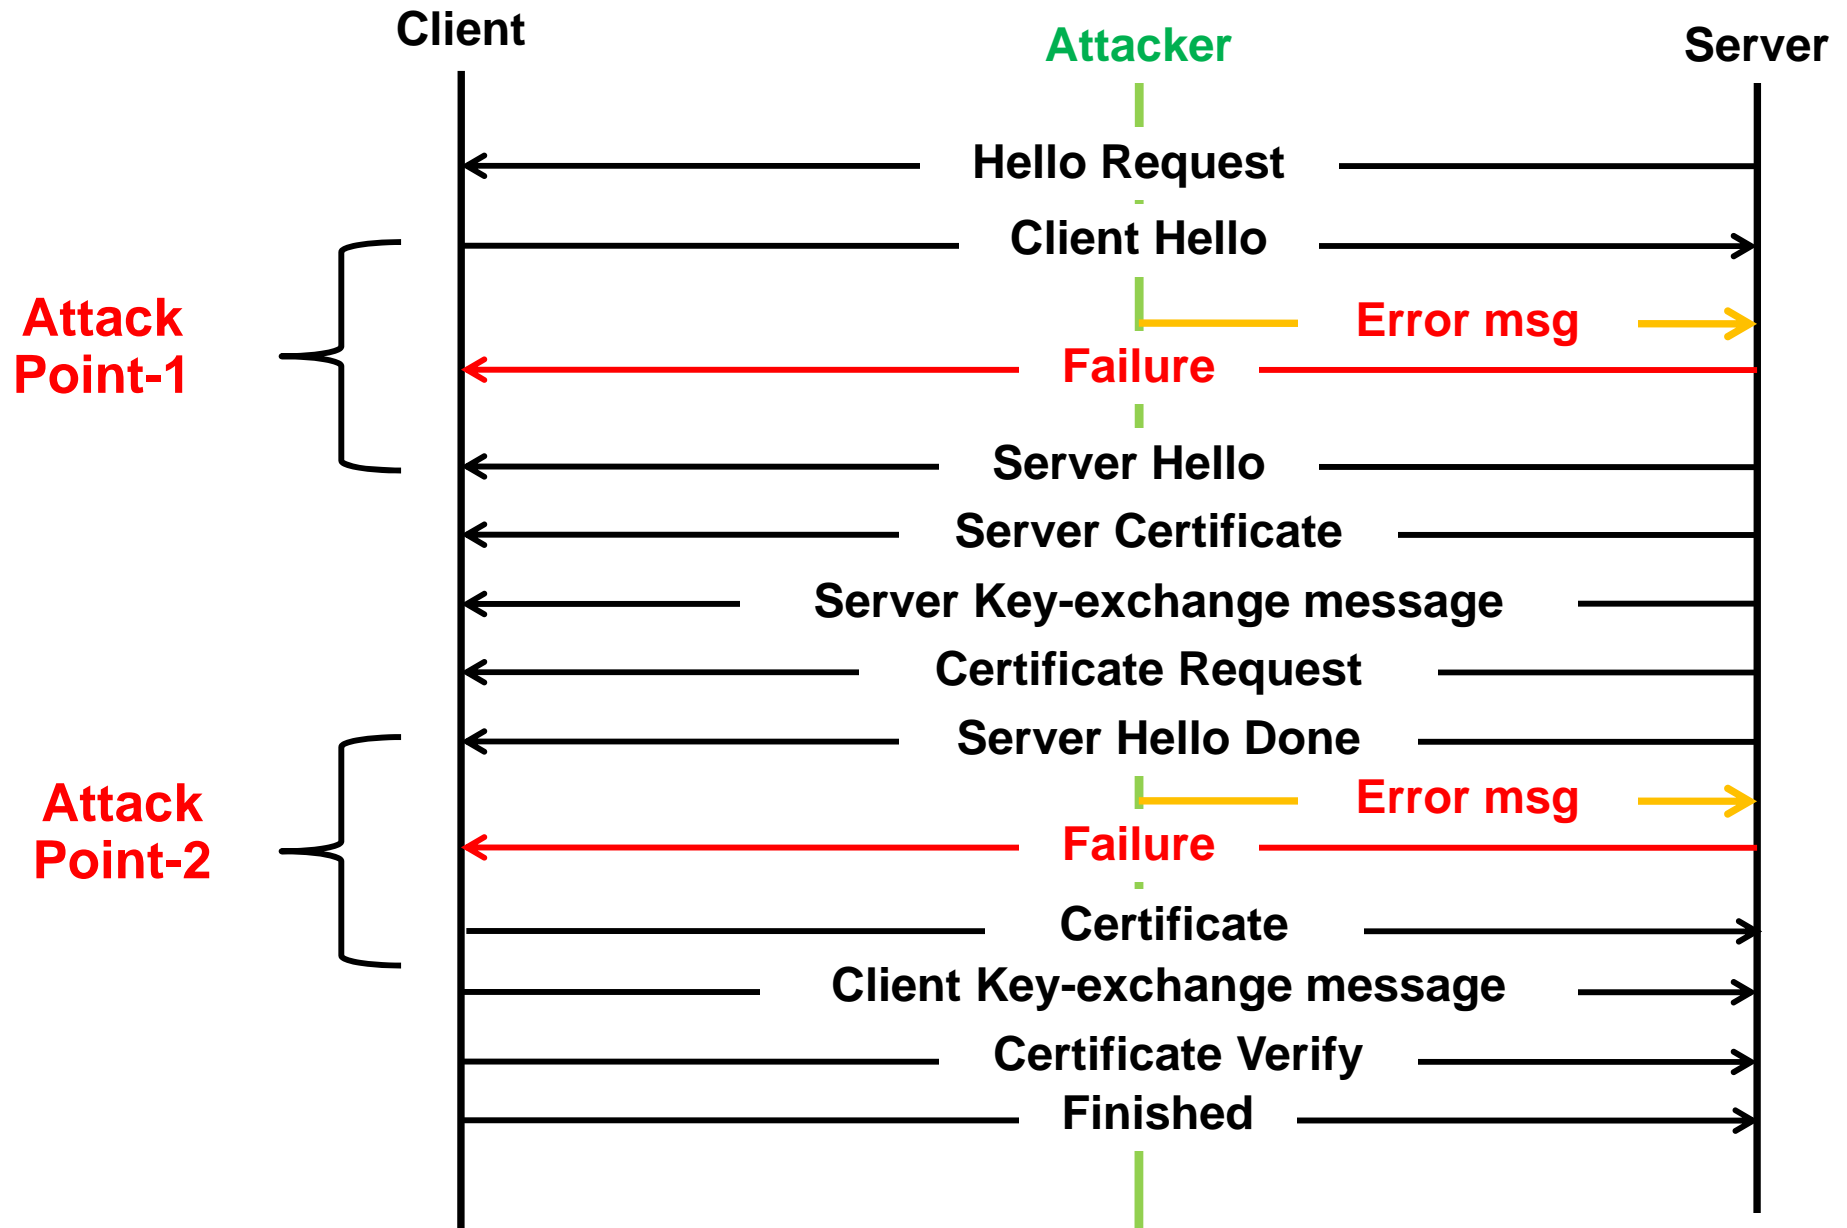 Client
Attacker
Server
Hello Request
Client Hello
Attack
Point-1
Error msg
Failure
Server Hello
Server Certificate
Server Key-exchange message
Certificate Request
Server Hello Done
Attack
Point-2
Error msg
Failure
Certificate
Client Key-exchange message
Certificate Verify
Finished